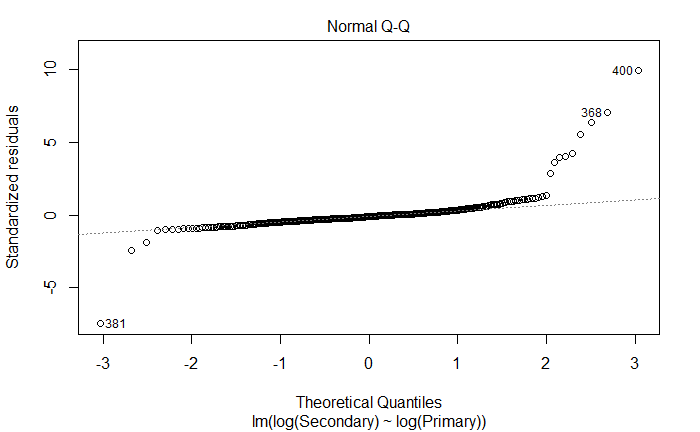 Normal Q-Q
Standardized residuals
10
5
0
-5
400
368
381
-3 -2 -1 0 1 2 3
Theoretical Quantiles
lm(log(Secondary) ~ log(Primary))